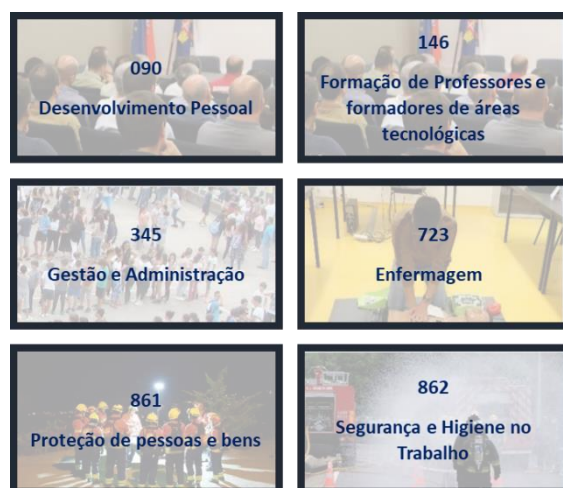 090
Desenvolvimento Pessoal
146
Formação de Professores e
formadores de áreas
tecnológicas
345
Gestão e Administração
723
Enfermagem
861
Proteção de pessoas e bens
862
Segurança e Higiene no
Trabalho